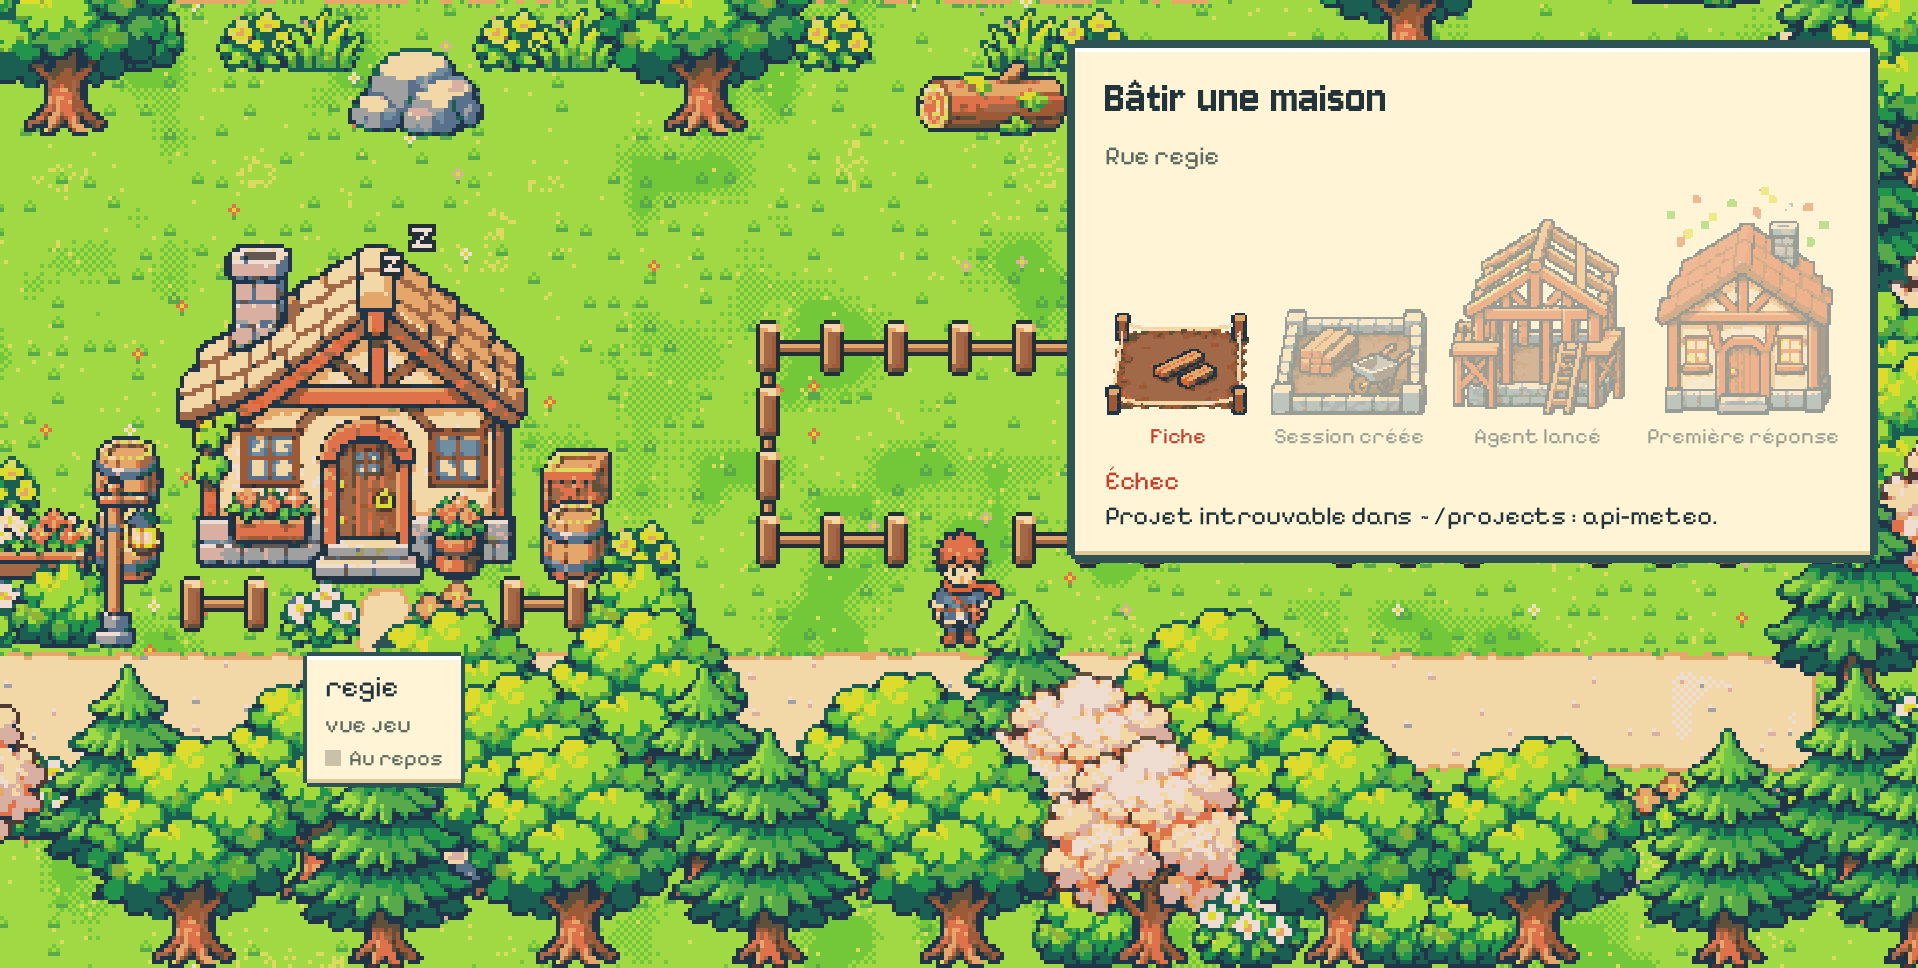 Bâtir une maison
Rue regie
Fiche
Session créée
Agent lancé
Première réponse
Échec
Projet introuvable dans ~/projects : api-meteo.
z
z
regie
vue jeu
Au repos